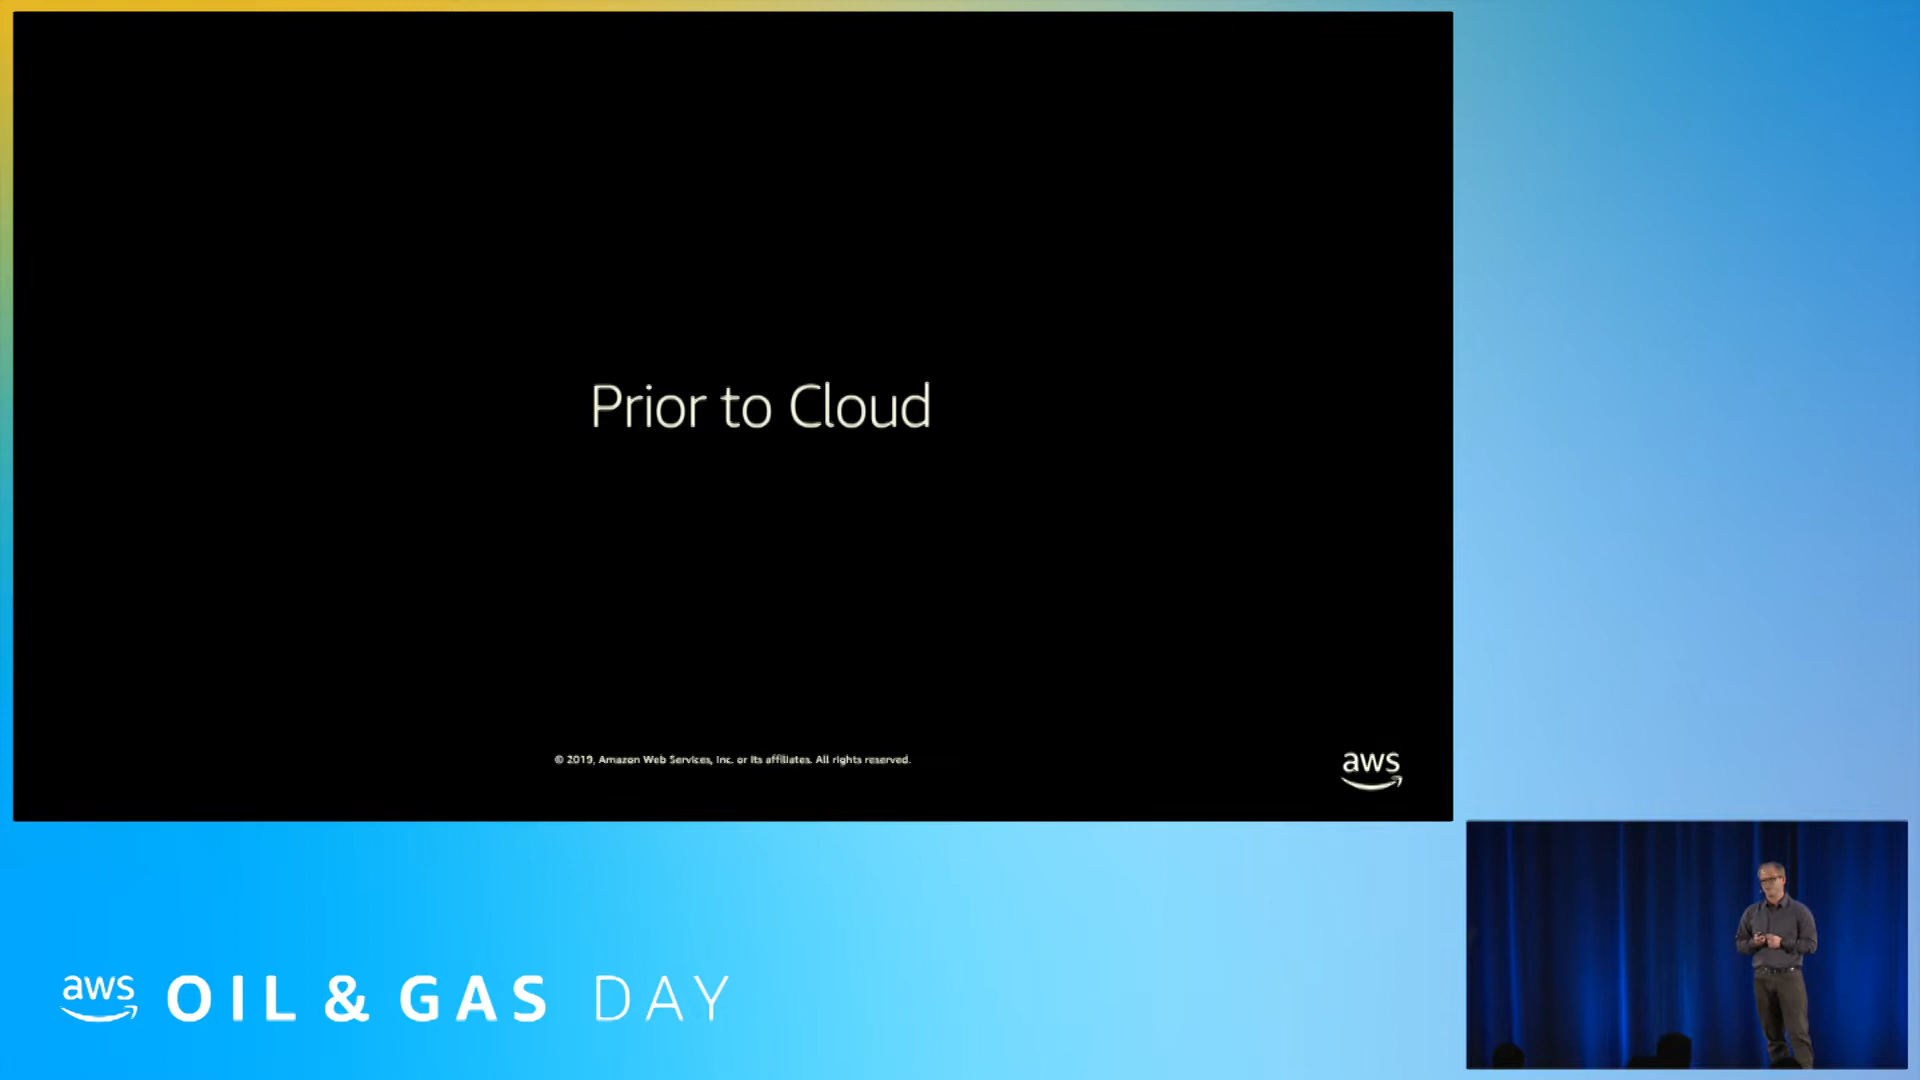 Prior to Cloud
© 2019, Amazon Web Services, Inc. or its affiliates. All rights reserved.
aws
aws OIL & GAS DAY